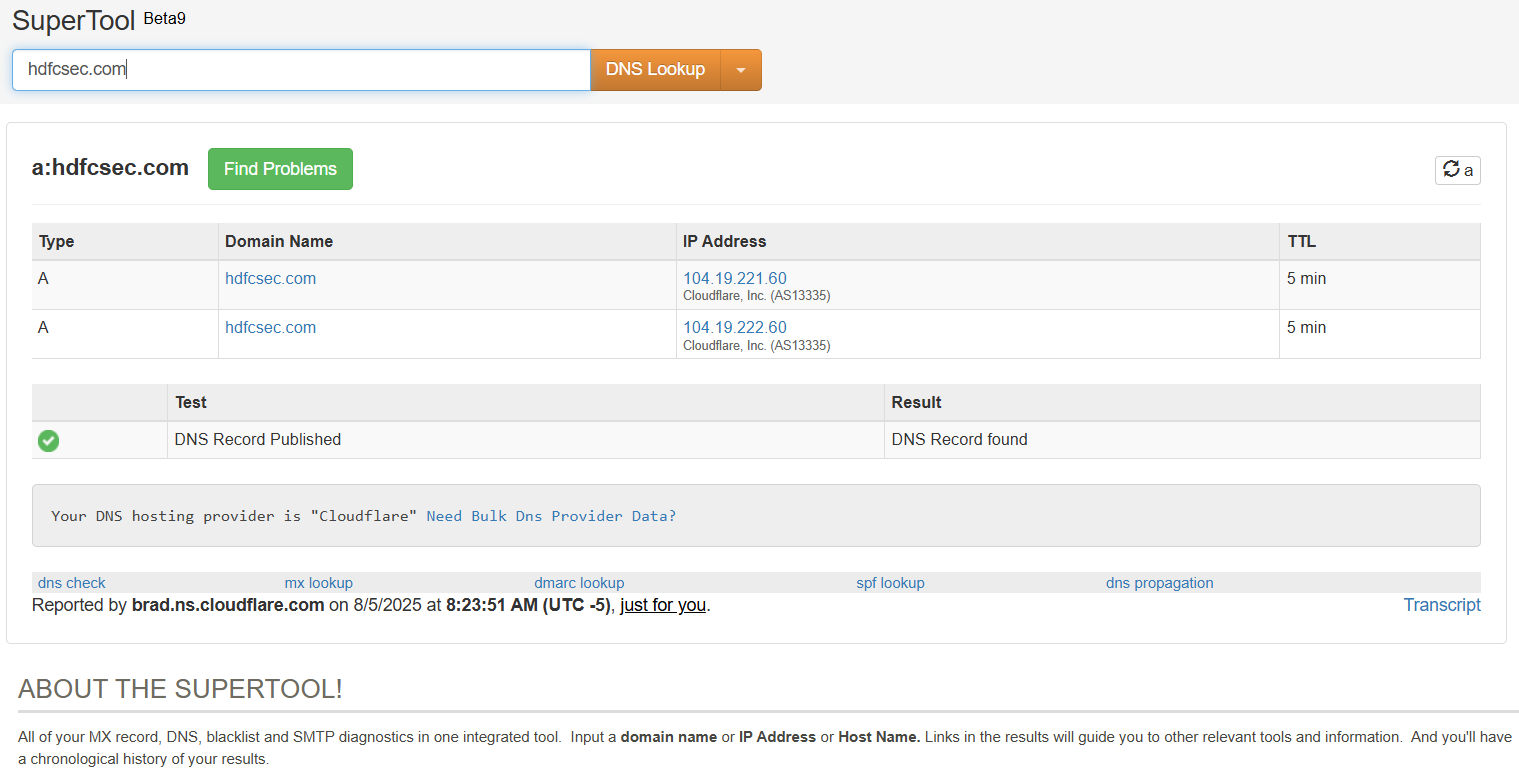 SuperTool Beta9
hdfcsec.com DNS Lookup
a:hdfcsec.com Find Problems a
Type Domain Name IP Address TTL
A hdfcsec.com 104.19.221.60 5 min
Cloudflare, Inc. (AS13335)
A hdfcsec.com 104.19.222.60 5 min
Cloudflare, Inc. (AS13335)
Test Result
DNS Record Published DNS Record found
Your DNS hosting provider is "Cloudflare" Need Bulk Dns Provider Data?
dns check mx lookup dmarc lookup spf lookup dns propagation
Reported by brad.ns.cloudflare.com on 8/5/2025 at 8:23:51 AM (UTC -5), just for you. Transcript
ABOUT THE SUPERTOOL!
All of your MX record, DNS, blacklist and SMTP diagnostics in one integrated tool.  Input a domain name or IP Address or Host Name. Links in the results will guide you to other relevant tools and information.  And you'll have
a chronological history of your results.